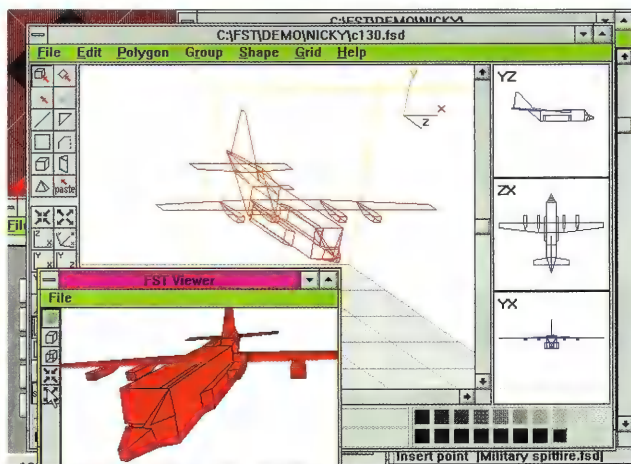 C:\FST\DEMO\NICKY\
C:\FST\DEMO\NICKY\c130.fsd
File Edit Polygon Group Shape Grid Help
YZ
Y
X
Z
paste
ZX
Z
X
Y
X
Y
Z
FST Viewer
File
YX
Insert point [Military spitfire.fsd]